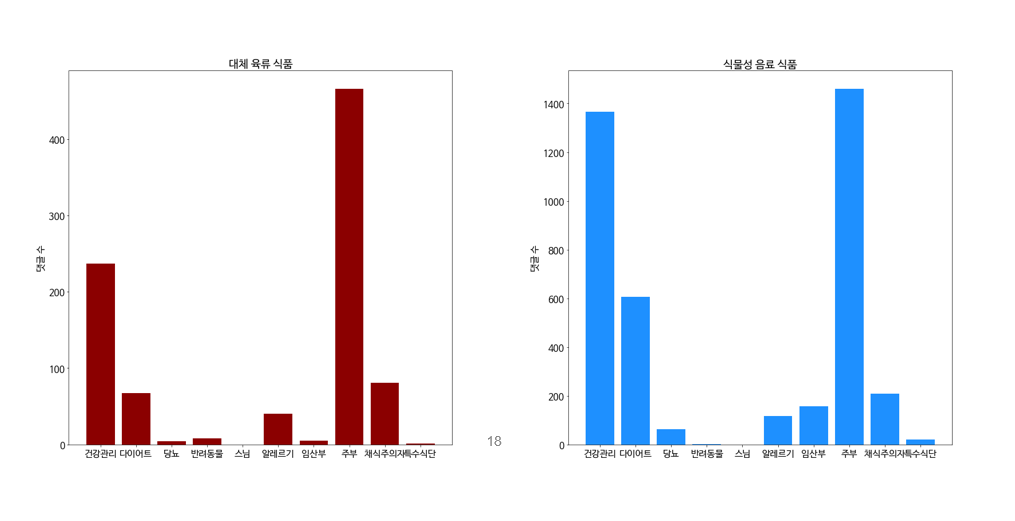 대체 육류 식품
댓글 수
400
300
200
100
0
건강관리 다이어트 당뇨 반려동물 스님 알레르기 임산부 주부 채식주의자특수식단
18
식물성 음료 식품
댓글 수
1400
1200
1000
800
600
400
200
0
건강관리 다이어트 당뇨 반려동물 스님 알레르기 임산부 주부 채식주의자특수식단